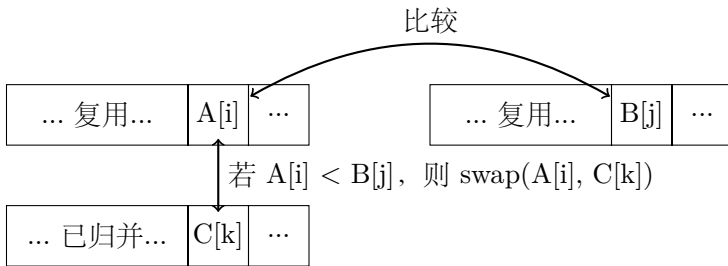 比较
... 复用... A[i] ... ... 复用... B[j] ...
若 A[i] < B[j]，则 swap(A[i], C[k])
... 已归并... C[k] ...